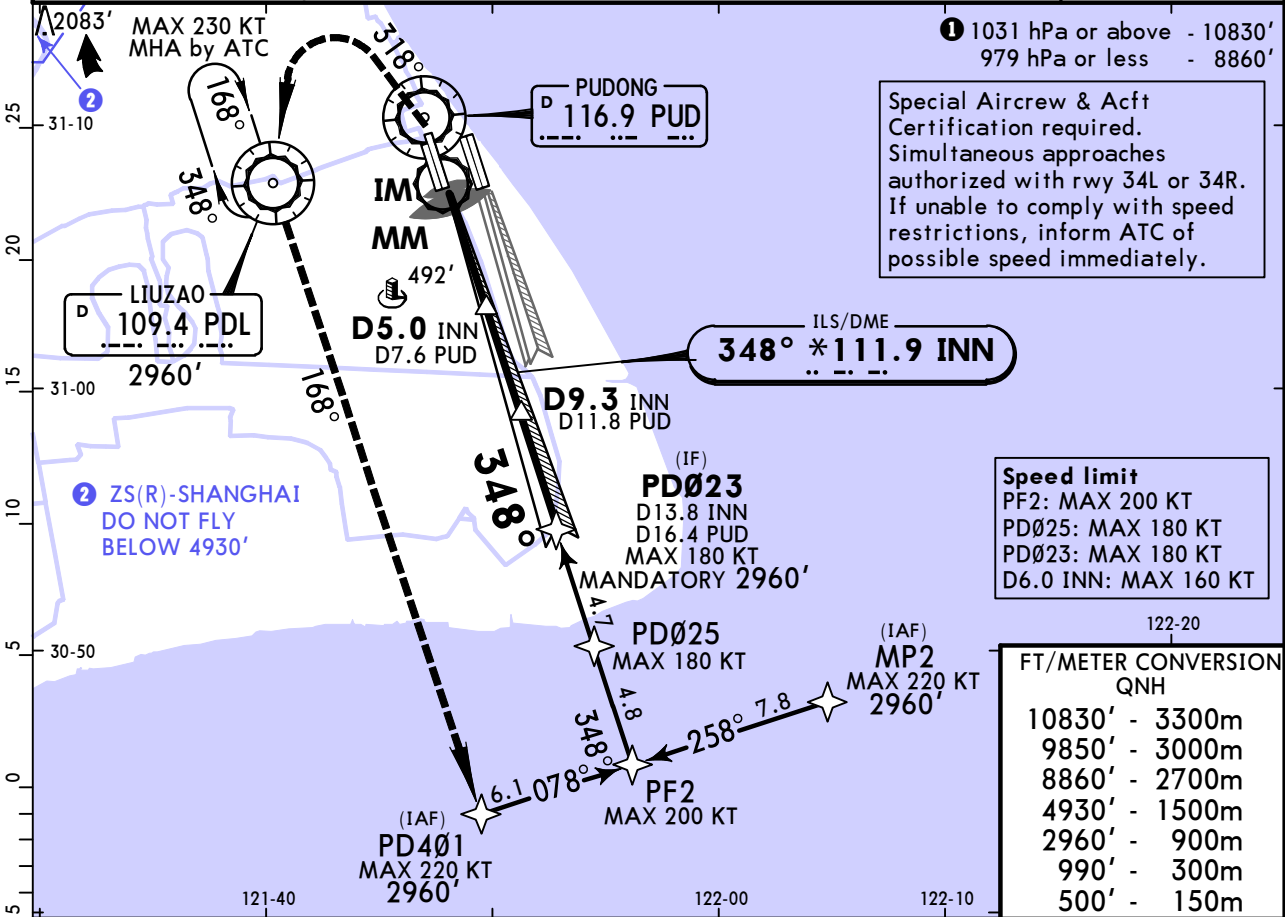 2083'
MAX 230 KT
MHA by ATC
❶ 1031 hPa or above - 10830'
979 hPa or less - 8860'
❷
318°
168°
348°
PUDONG
D 116.9 PUD
Special Aircrew & Acft
Certification required.
Simultaneous approaches
authorized with rwy 34L or 34R.
If unable to comply with speed
restrictions, inform ATC of
possible speed immediately.
25
31-10
IM
MM
20
492'
LIUZAO
D 109.4 PDL
2960'
D5.0 INN
D7.6 PUD
ILS/DME
348° *111.9 INN
15
31-00
168°
D9.3 INN
D11.8 PUD
348°
(IF)
PDØ23
D13.8 INN
D16.4 PUD
MAX 180 KT
MANDATORY 2960'
❷ ZS(R)-SHANGHAI
DO NOT FLY
BELOW 4930'
10
Speed limit
PF2: MAX 200 KT
PDØ25: MAX 180 KT
PDØ23: MAX 180 KT
D6.0 INN: MAX 160 KT
4.7
5
30-50
PDØ25
MAX 180 KT
122-20
(IAF)
MP2
MAX 220 KT
2960'
4.8
348°
258° 7.8
0
6.1 078°
PF2
MAX 200 KT
(IAF)
PD4Ø1
MAX 220 KT
2960'
5
121-40
122-00
122-10
FT/METER CONVERSION
QNH
10830' - 3300m
9850' - 3000m
8860' - 2700m
4930' - 1500m
2960' - 900m
990' - 300m
500' - 150m